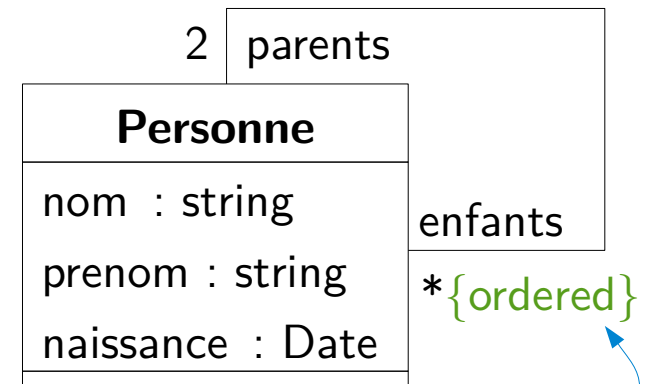 2 parents
Personne
nom : string
enfants
prenom : string
*{ordered}
naissance : Date